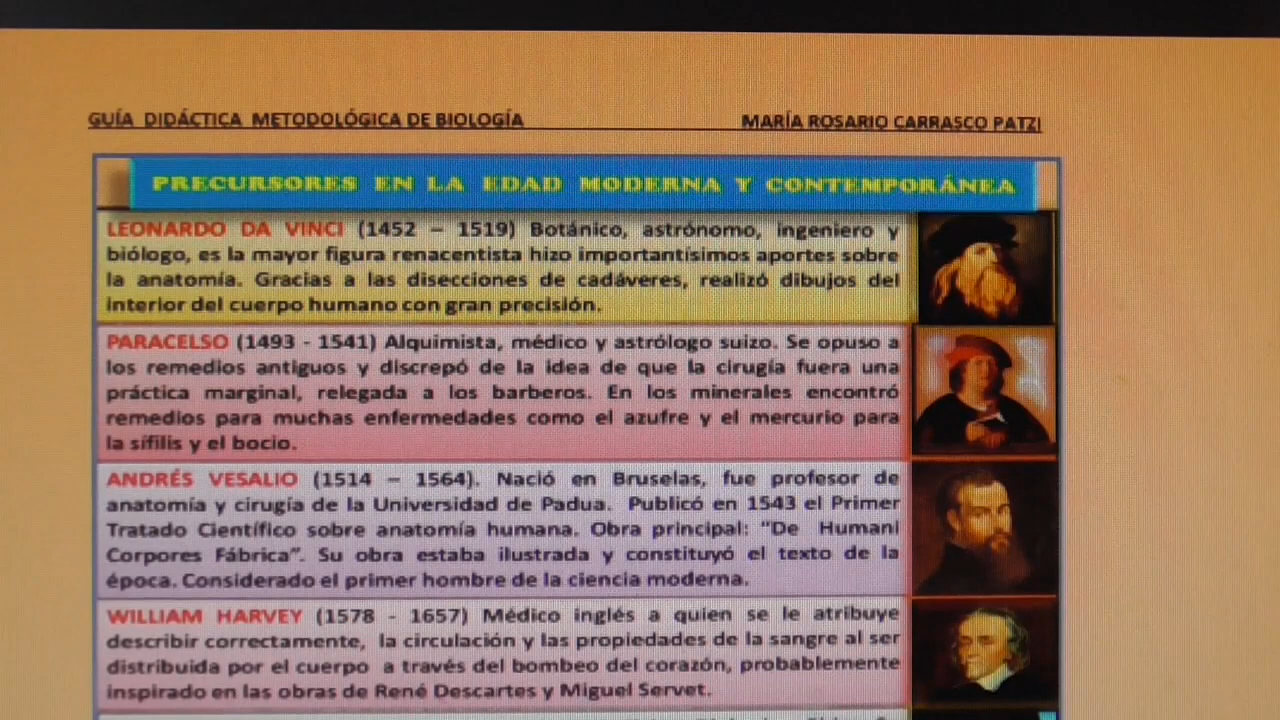 GUÍA DIDÁCTICA METODOLÓGICA DE BIOLOGÍA MARÍA ROSARIO CARRASCO PATZI
PRECURSORES EN LA EDAD MODERNA Y CONTEMPORÁNEA
LEONARDO DA VINCI (1452 – 1519) Botánico, astrónomo, ingeniero y
biólogo, es la mayor figura renacentista hizo importantísimos aportes sobre
la anatomía. Gracias a las disecciones de cadáveres, realizó dibujos del
interior del cuerpo humano con gran precisión.
PARACELSO (1493 - 1541) Alquimista, médico y astrólogo suizo. Se opuso a
los remedios antiguos y discrepó de la idea de que la cirugía fuera una
práctica marginal, relegada a los barberos. En los minerales encontró
remedios para muchas enfermedades como el azufre y el mercurio para
la sífilis y el bocio.
ANDRÉS VESALIO (1514 – 1564). Nació en Bruselas, fue profesor de
anatomía y cirugía de la Universidad de Padua. Publicó en 1543 el Primer
Tratado Científico sobre anatomía humana. Obra principal: "De Humani
Corpores Fábrica". Su obra estaba ilustrada y constituyó el texto de la
época. Considerado el primer hombre de la ciencia moderna.
WILLIAM HARVEY (1578 - 1657) Médico inglés a quien se le atribuye
describir correctamente, la circulación y las propiedades de la sangre al ser
distribuida por el cuerpo a través del bombeo del corazón, probablemente
inspirado en las obras de René Descartes y Miguel Servet.